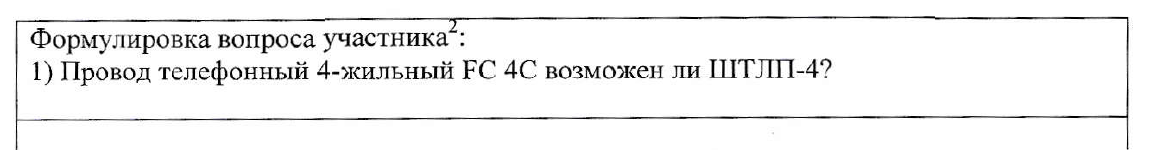 Формулировка вопроса участника²:
1) Провод телефонный 4-жильный FC 4C возможен ли ШТЛП-4?